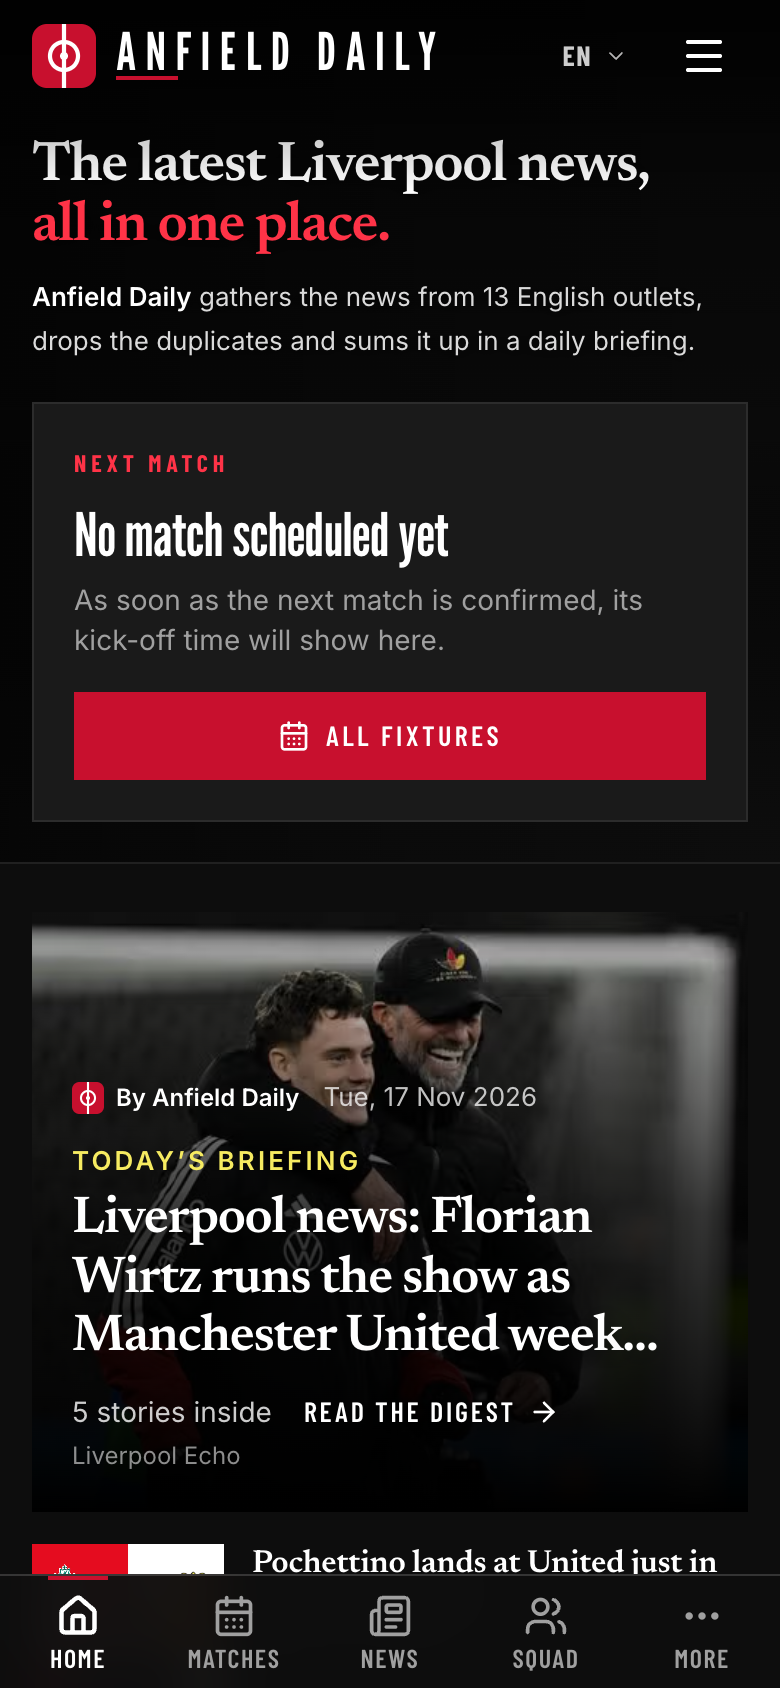 ANFIELD DAILY
EN
The latest Liverpool news,
all in one place.
Anfield Daily gathers the news from 13 English outlets,
drops the duplicates and sums it up in a daily briefing.
NEXT MATCH
No match scheduled yet
As soon as the next match is confirmed, its
kick-off time will show here.
ALL FIXTURES
By Anfield Daily Tue, 17 Nov 2026
TODAY’S BRIEFING
Liverpool news: Florian
Wirtz runs the show as
Manchester United week...
5 stories inside READ THE DIGEST
Liverpool Echo
Pochettino lands at United just in
HOME MATCHES NEWS SQUAD MORE